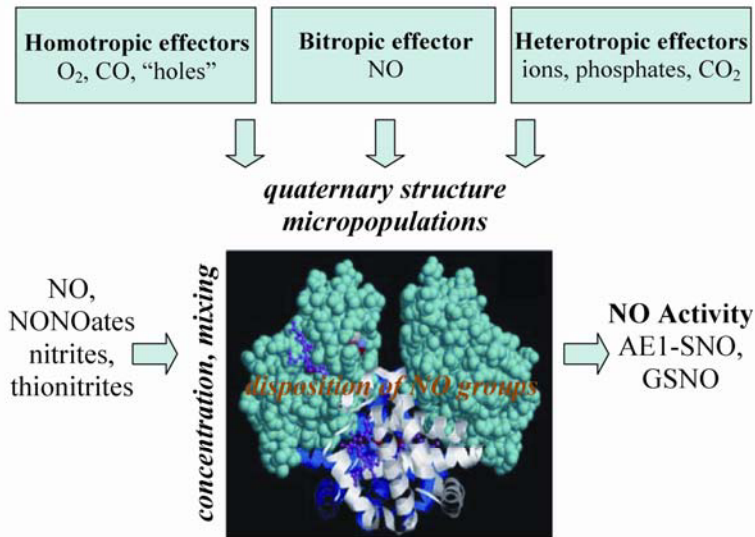 Homotropic effectors
O₂, CO, “holes”
Bitropic effector
NO
Heterotropic effectors
ions, phosphates, CO₂
quaternary structure
micropopulations
NO,
NONOates
nitrites,
thionitrites
concentration, mixing
disposition of NO groups
NO Activity
AE1-SNO,
GSNO